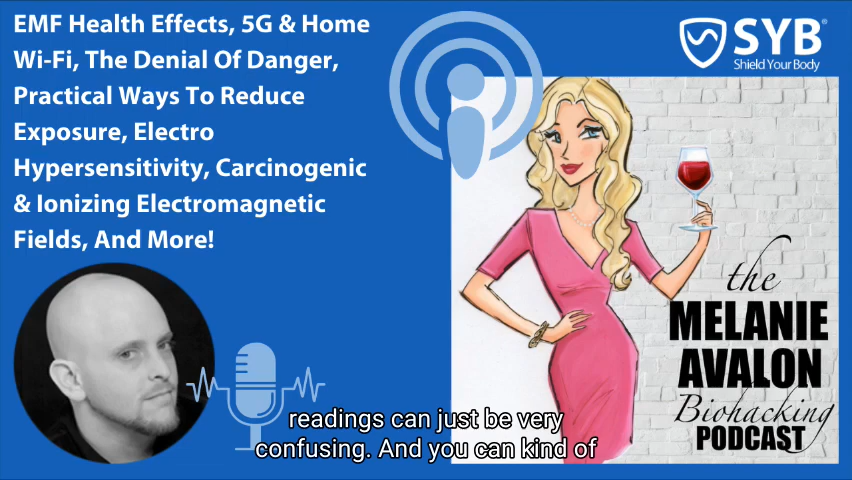 EMF Health Effects, 5G & Home
Wi-Fi, The Denial Of Danger,
Practical Ways To Reduce
Exposure, Electro
Hypersensitivity, Carcinogenic
& Ionizing Electromagnetic
Fields, And More!
SYB®
Shield Your Body
the
MELANIE
AVALON
Biohacking
PODCAST
readings can just be very
confusing. And you can kind of